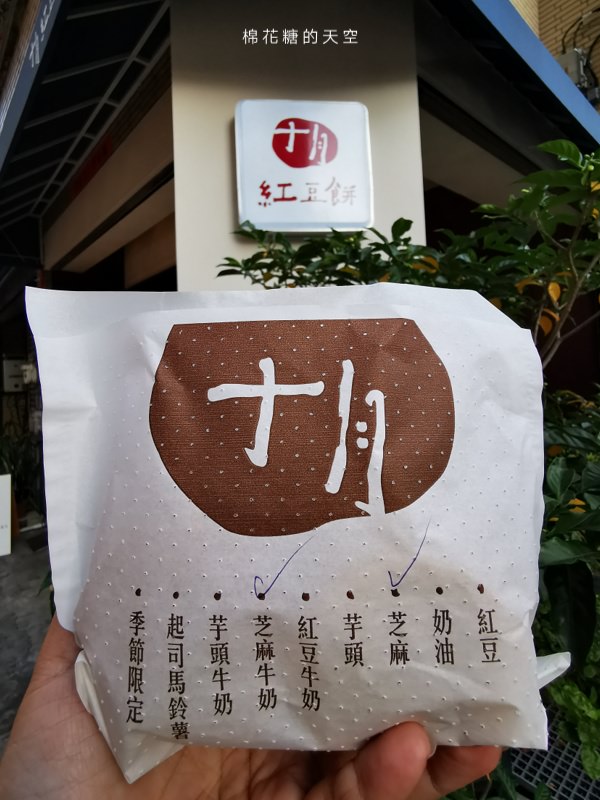 棉花糖的天空
十月
紅豆餅
十月
紅豆
奶油
芝麻
芋頭
紅豆牛奶
芝麻牛奶
芋頭牛奶
起司馬鈴薯
季節限定